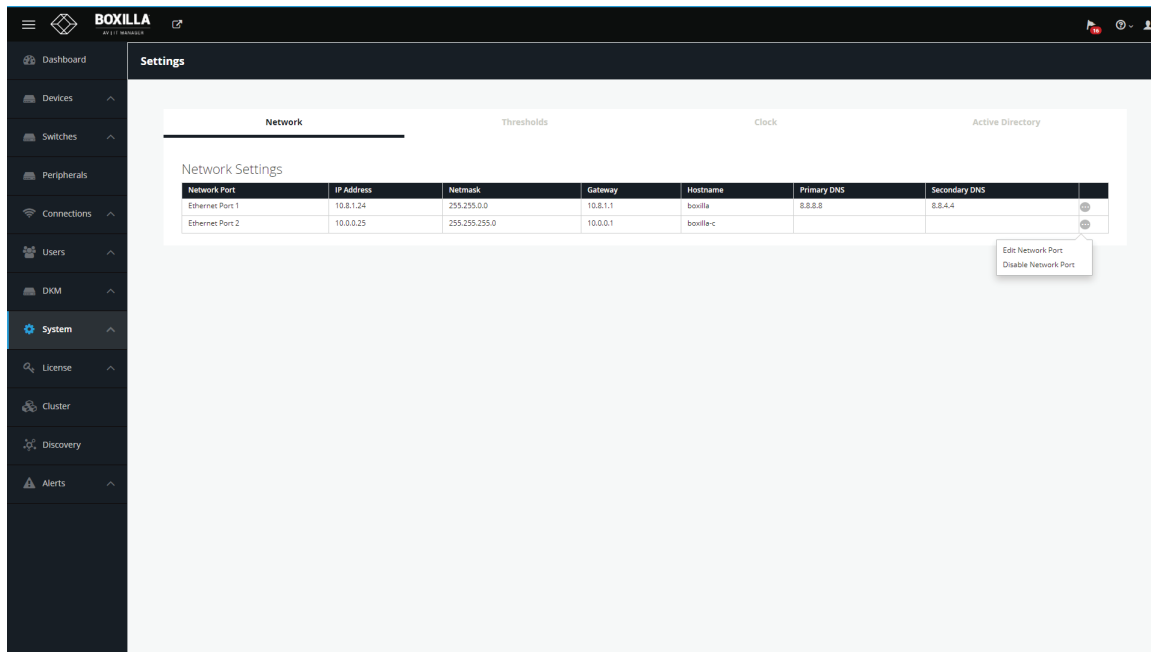 BOXILLA
AV | IT MANAGER
16
Dashboard
Settings
Devices
Switches
Peripherals
Connections
Users
DKM
System
License
Cluster
Discovery
Alerts
Network Thresholds Clock Active Directory
Network Settings
Network Port IP Address Netmask Gateway Hostname Primary DNS Secondary DNS
Ethernet Port 1 10.8.1.24 255.255.0.0 10.8.1.1 boxilla 8.8.8.8 8.8.4.4
Ethernet Port 2 10.0.0.25 255.255.255.0 10.0.0.1 boxilla-c
Edit Network Port
Disable Network Port